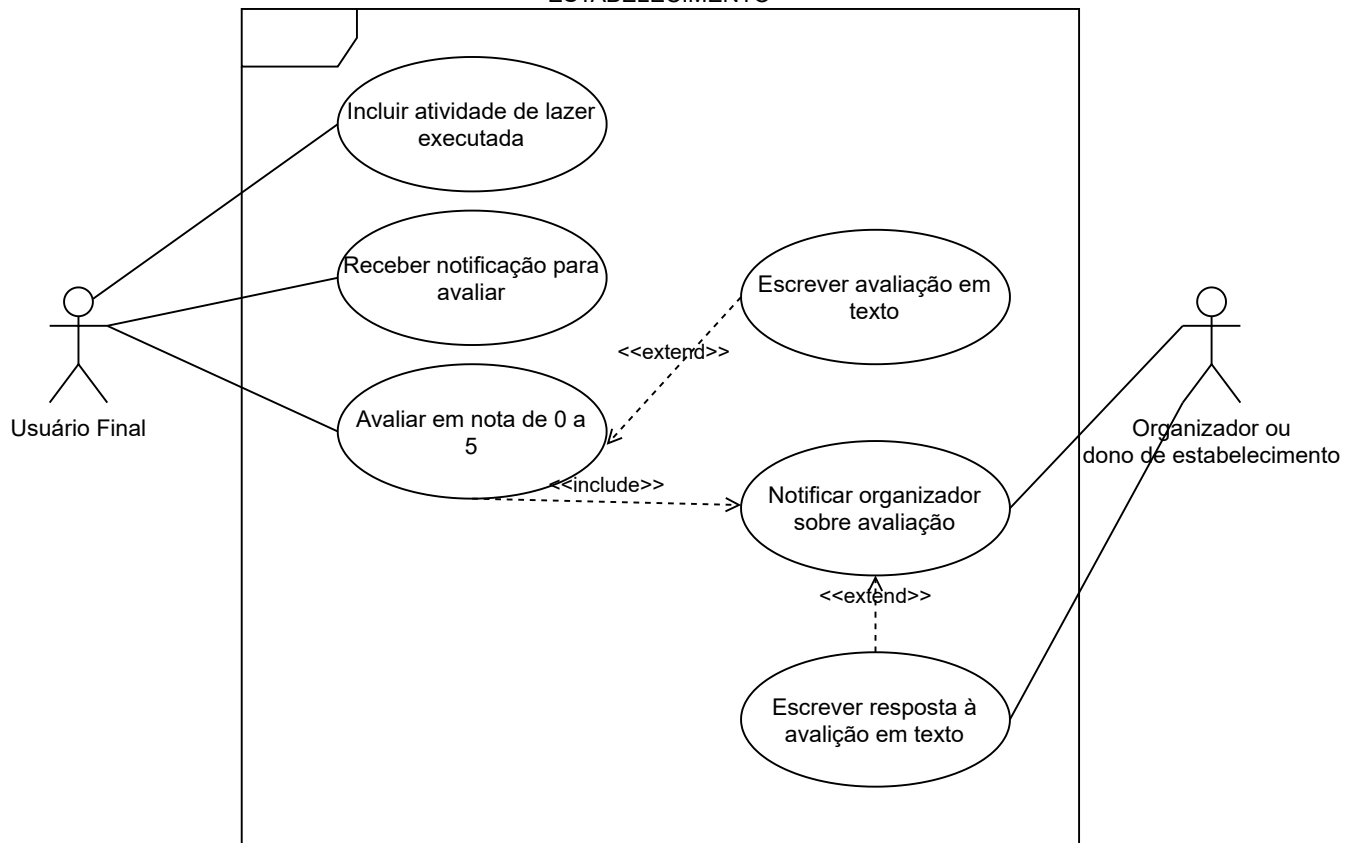 ESTABELECIMENTO
Incluir atividade de lazer
executada
Receber notificação para
avaliar
Escrever avaliação em
texto
<<extend>>
Avaliar em nota de 0 a
5
Usuário Final
Organizador ou
dono de estabelecimento
<<include>>
Notificar organizador
sobre avaliação
<<extend>>
Escrever resposta à
avalição em texto